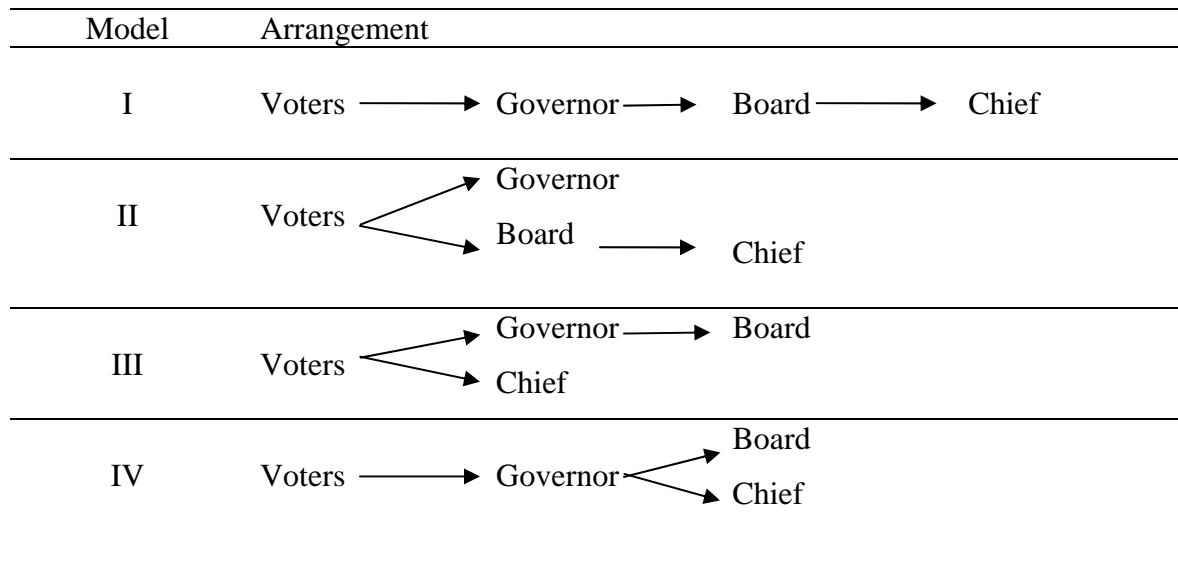 Model Arrangement
I Voters Governor Board Chief
Governor
II Voters
Board
Chief
Governor Board
III Voters
Chief
Board
IV Voters Governor
Chief